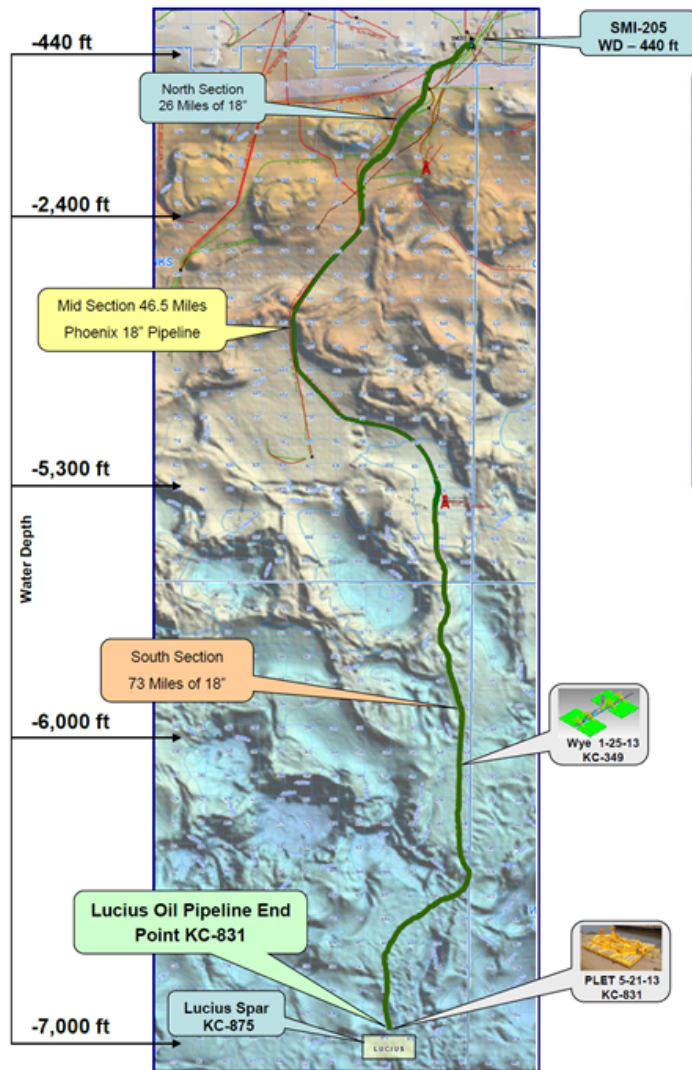 -440 ft
SMI-205
WD – 440 ft
North Section
26 Miles of 18"
-2,400 ft
NKS
Mid Section 46.5 Miles
Phoenix 18" Pipeline
-5,300 ft
Water Depth
South Section
73 Miles of 18"
-6,000 ft
Wye 1-25-13
KC-349
Lucius Oil Pipeline End
Point KC-831
PLET 5-21-13
KC-831
Lucius Spar
KC-875
LUCIUS
-7,000 ft